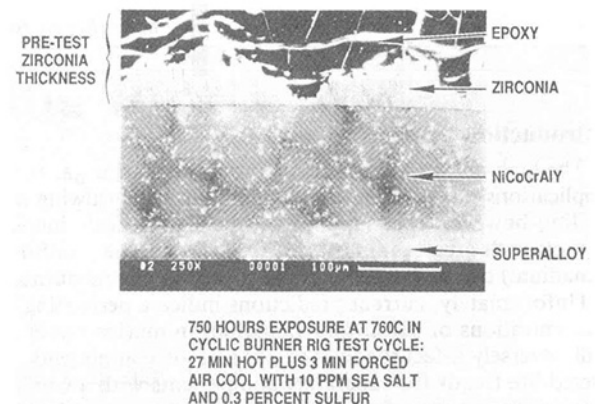 PRE-TEST
ZIRCONIA
THICKNESS
EPOXY
ZIRCONIA
NiCoCrAlY
SUPERALLOY
02 250X 00001 100µm
750 HOURS EXPOSURE AT 760C IN
CYCLIC BURNER RIG TEST CYCLE:
27 MIN HOT PLUS 3 MIN FORCED
AIR COOL WITH 10 PPM SEA SALT
AND 0.3 PERCENT SULFUR